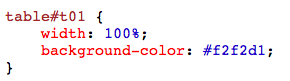 table#t01 {
    width: 100%;
    background-color: #f2f2d1;
}